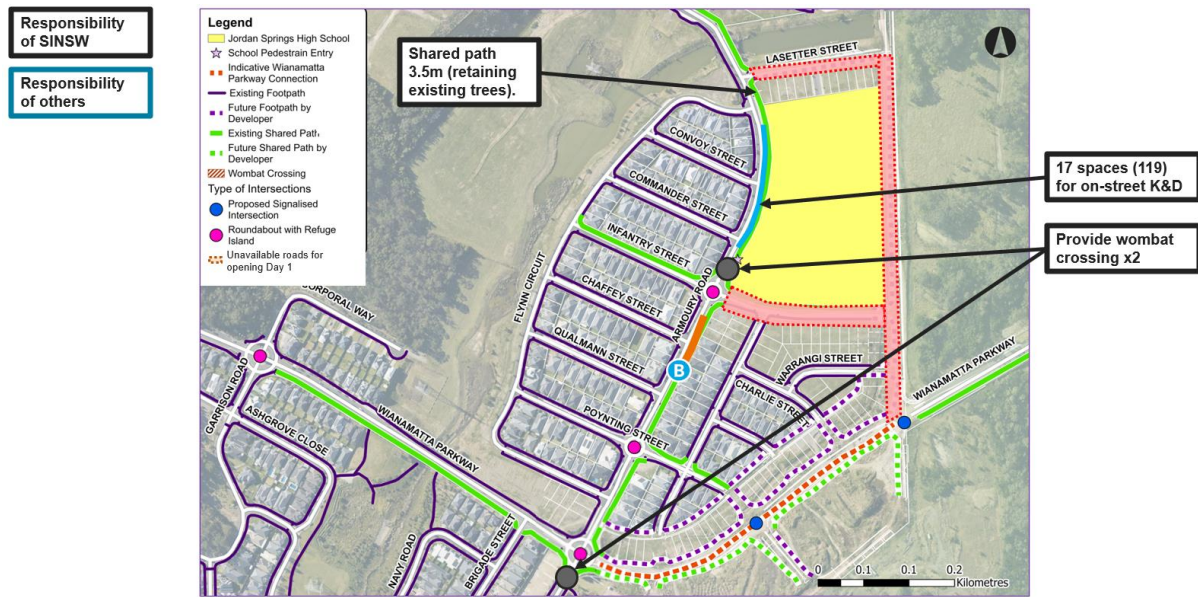 Responsibility
of SINSW
Responsibility
of others
Legend
Jordan Springs High School
School Pedestrain Entry
Indicative Wianamatta
Parkway Connection
Existing Footpath
Future Footpath by
Developer
Existing Shared Path
Future Shared Path by
Developer
Wombat Crossing
Type of Intersections
Proposed Signalised
Intersection
Roundabout with Refuge
Island
Unavailable roads for
opening Day 1
Shared path
3.5m (retaining
existing trees).
LASETTER STREET
17 spaces (119)
for on-street K&D
Provide wombat
crossing x2
CONVOY STREET
COMMANDER STREET
INFANTRY STREET
CHAFFEY STREET
QUALMANN STREET
FLYNN CIRCUIT
ARMOURY ROAD
B
POYNTING STREET
WARRANGI STREET
CHARLIE STREET
WIANAMATTA PARKWAY
CORPORAL WAY
GARRISON ROAD
ASHGROVE CLOSE
WIANAMATTA PARKWAY
BRIGADE STREET
NAVY ROAD
0 0.1 0.1 0.2
Kilometres